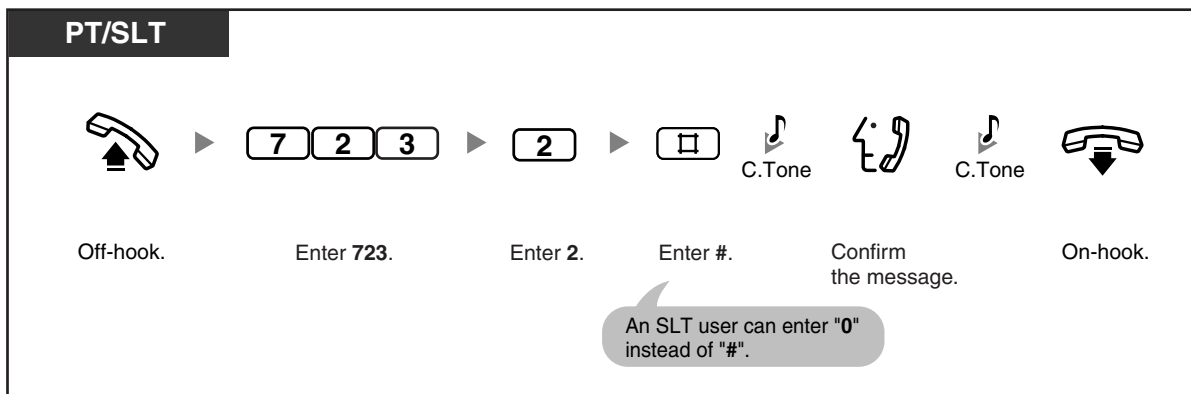 PT/SLT
7 2 3
2
C.Tone
C.Tone
Off-hook.
Enter 723.
Enter 2.
Enter #.
Confirm
the message.
On-hook.
An SLT user can enter "0"
instead of "#".